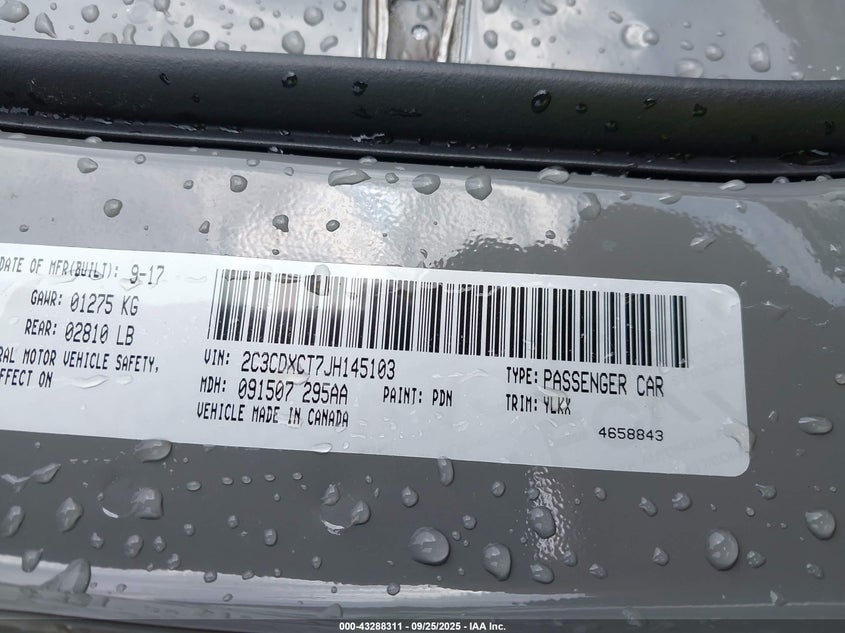 DATE OF MFR(BUILT): 9-17
GAWR: 01275 KG
REAR: 02810 LB
RAL MOTOR VEHICLE SAFETY,
EFFECT ON
VIN: 2C3CDXCT7JH145103
TYPE: PASSENGER CAR
MDH: 091507 295AA
PAINT: PDN
TRIM: YLKX
VEHICLE MADE IN CANADA
4658843
000-43288311 - 09/25/2025 - IAA Inc.